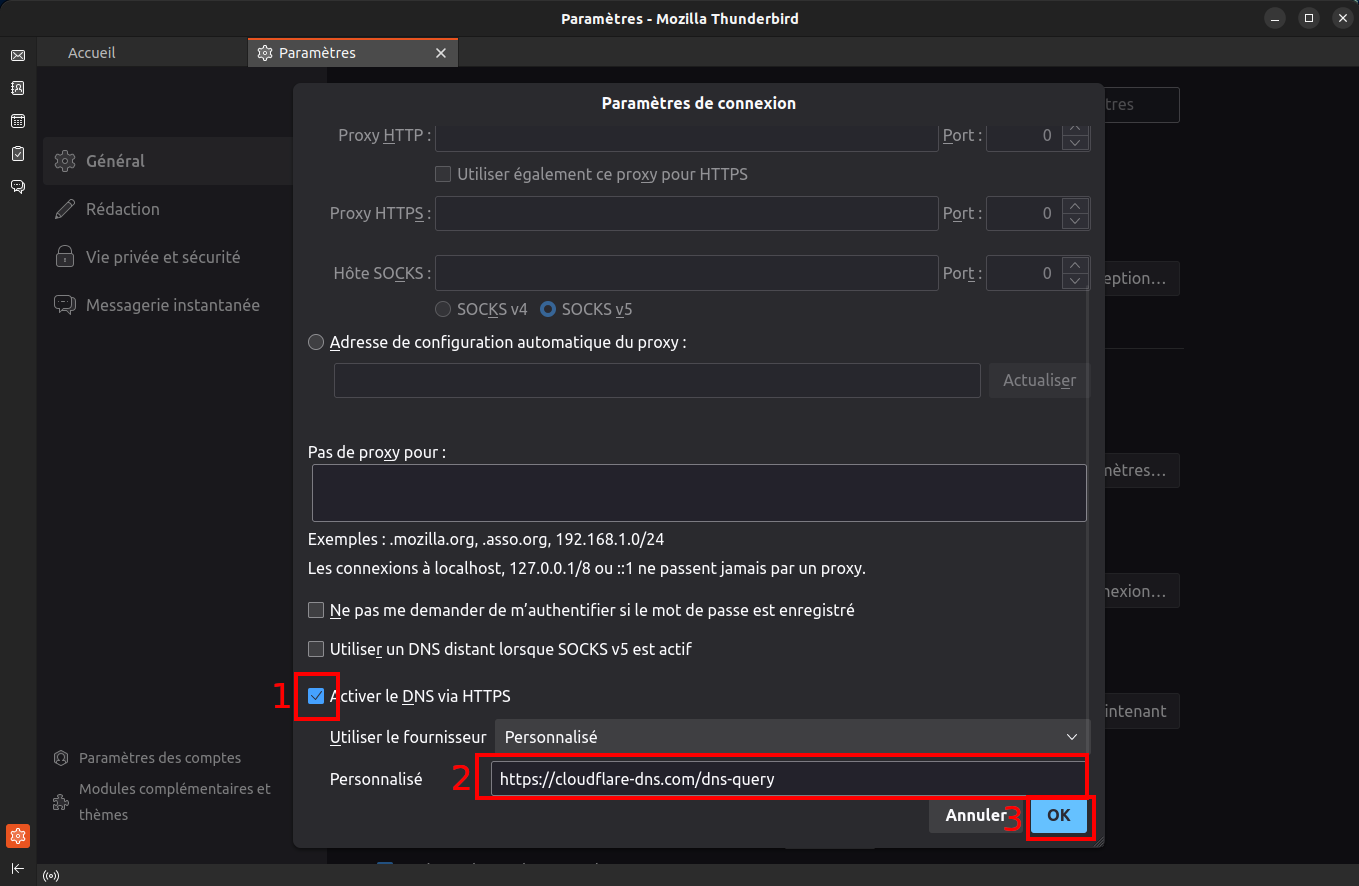 Paramètres - Mozilla Thunderbird
Accueil
Paramètres
tres
Paramètres de connexion
Proxy HTTP :
Port :
0
Utiliser également ce proxy pour HTTPS
Général
Rédaction
Vie privée et sécurité
Messagerie instantanée
Proxy HTTPS :
Port :
0
Hôte SOCKS :
Port :
0
eption…
SOCKS v4
SOCKS v5
Adresse de configuration automatique du proxy :
Actualiser
Pas de proxy pour :
mètres…
Exemples : .mozilla.org, .asso.org, 192.168.1.0/24
Les connexions à localhost, 127.0.0.1/8 ou ::1 ne passent jamais par un proxy.
nexion…
Ne pas me demander de m’authentifier si le mot de passe est enregistré
Utiliser un DNS distant lorsque SOCKS v5 est actif
1
Activer le DNS via HTTPS
intenant
Utiliser le fournisseur
Personnalisé
Personnalisé
2
https://cloudflare-dns.com/dns-query
Annuler
3
OK
Paramètres des comptes
Modules complémentaires et
thèmes